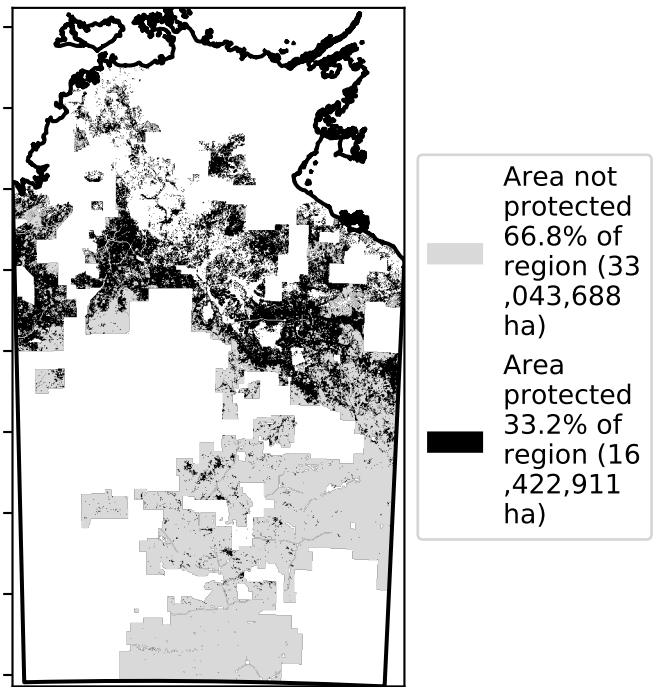 Area not
protected
66.8% of
region (33
,043,688
ha)
Area
protected
33.2% of
region (16
,422,911
ha)